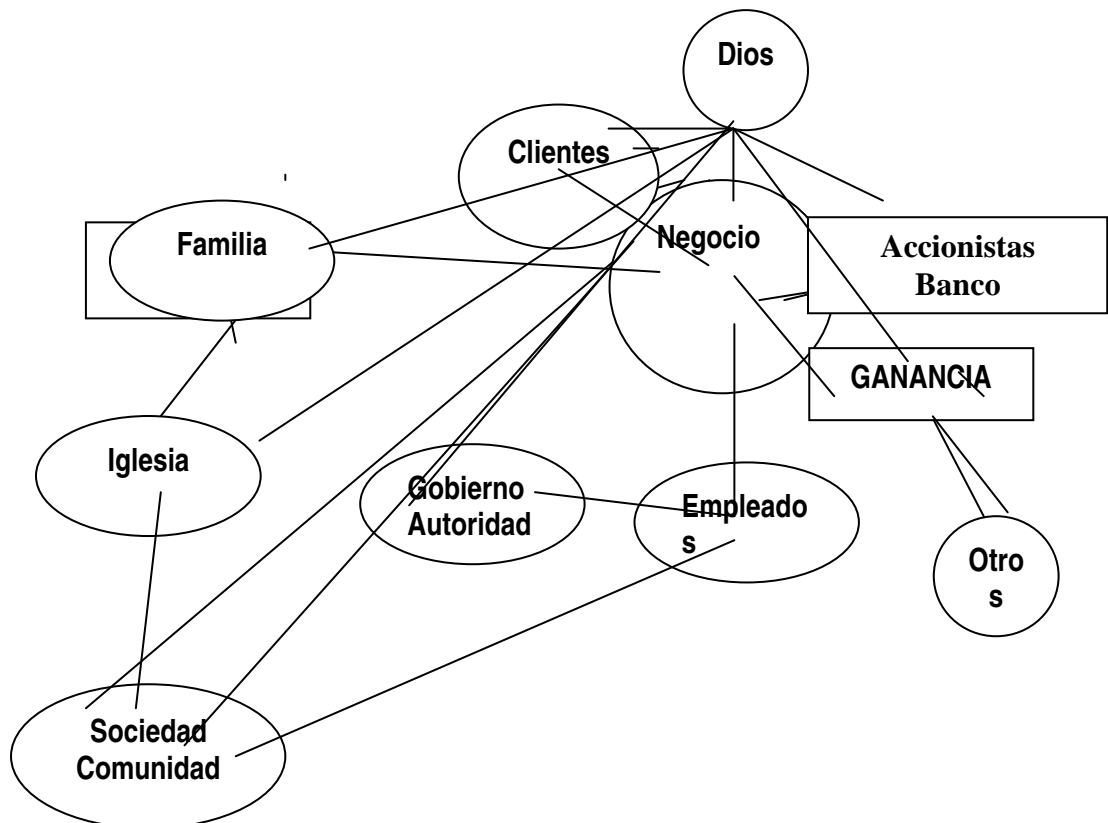 Dios
Clientes
Familia
Negocio
Accionistas
Banco
GANANCIA
Iglesia
Gobierno
Autoridad
Empleado
s
Otro
s
Sociedad
Comunidad